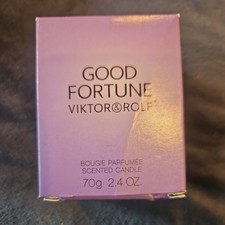 GOOD
FORTUNE
VIKTOR&ROLF
BOUGIE PARFUMÉE
SCENTED CANDLE
70g 2.4 OZ.